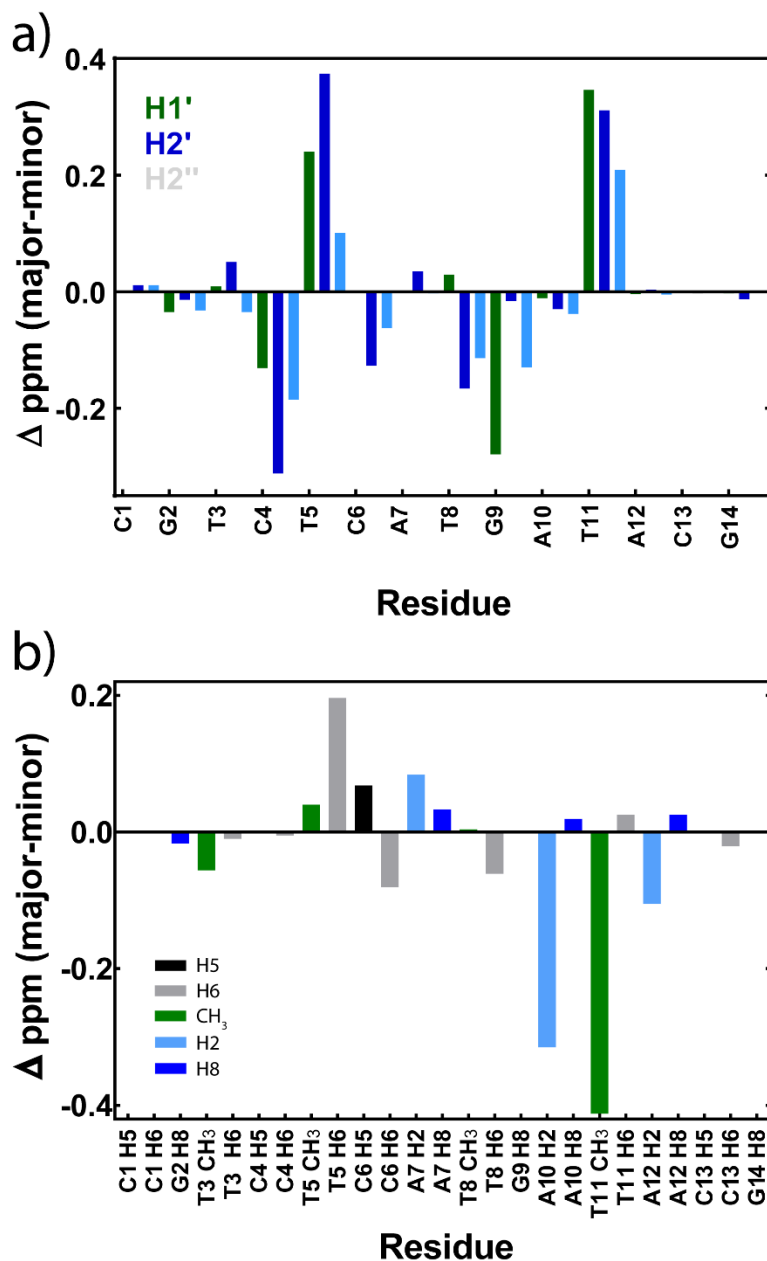 a)
0.4
0.2
0.0
-0.2
Δ ppm (major-minor)
H1'
H2'
H2''
C1 G2 T3 C4 T5 C6 A7 T8 G9 A10 T11 A12 C13 G14
Residue
b)
0.2
0.0
-0.2
-0.4
Δ ppm (major-minor)
H5
H6
CH₃
H2
H8
C1 H5
C1 H6
G2 H8
T3 CH3
T3 H6
C4 H5
C4 H6
T5 CH3
T5 H6
C6 H5
C6 H6
A7 H2
A7 H8
T8 CH3
T8 H6
G9 H8
A10 H2
A10 H8
T11 CH3
T11 H6
A12 H2
A12 H8
C13 H5
C13 H6
G14 H8
Residue